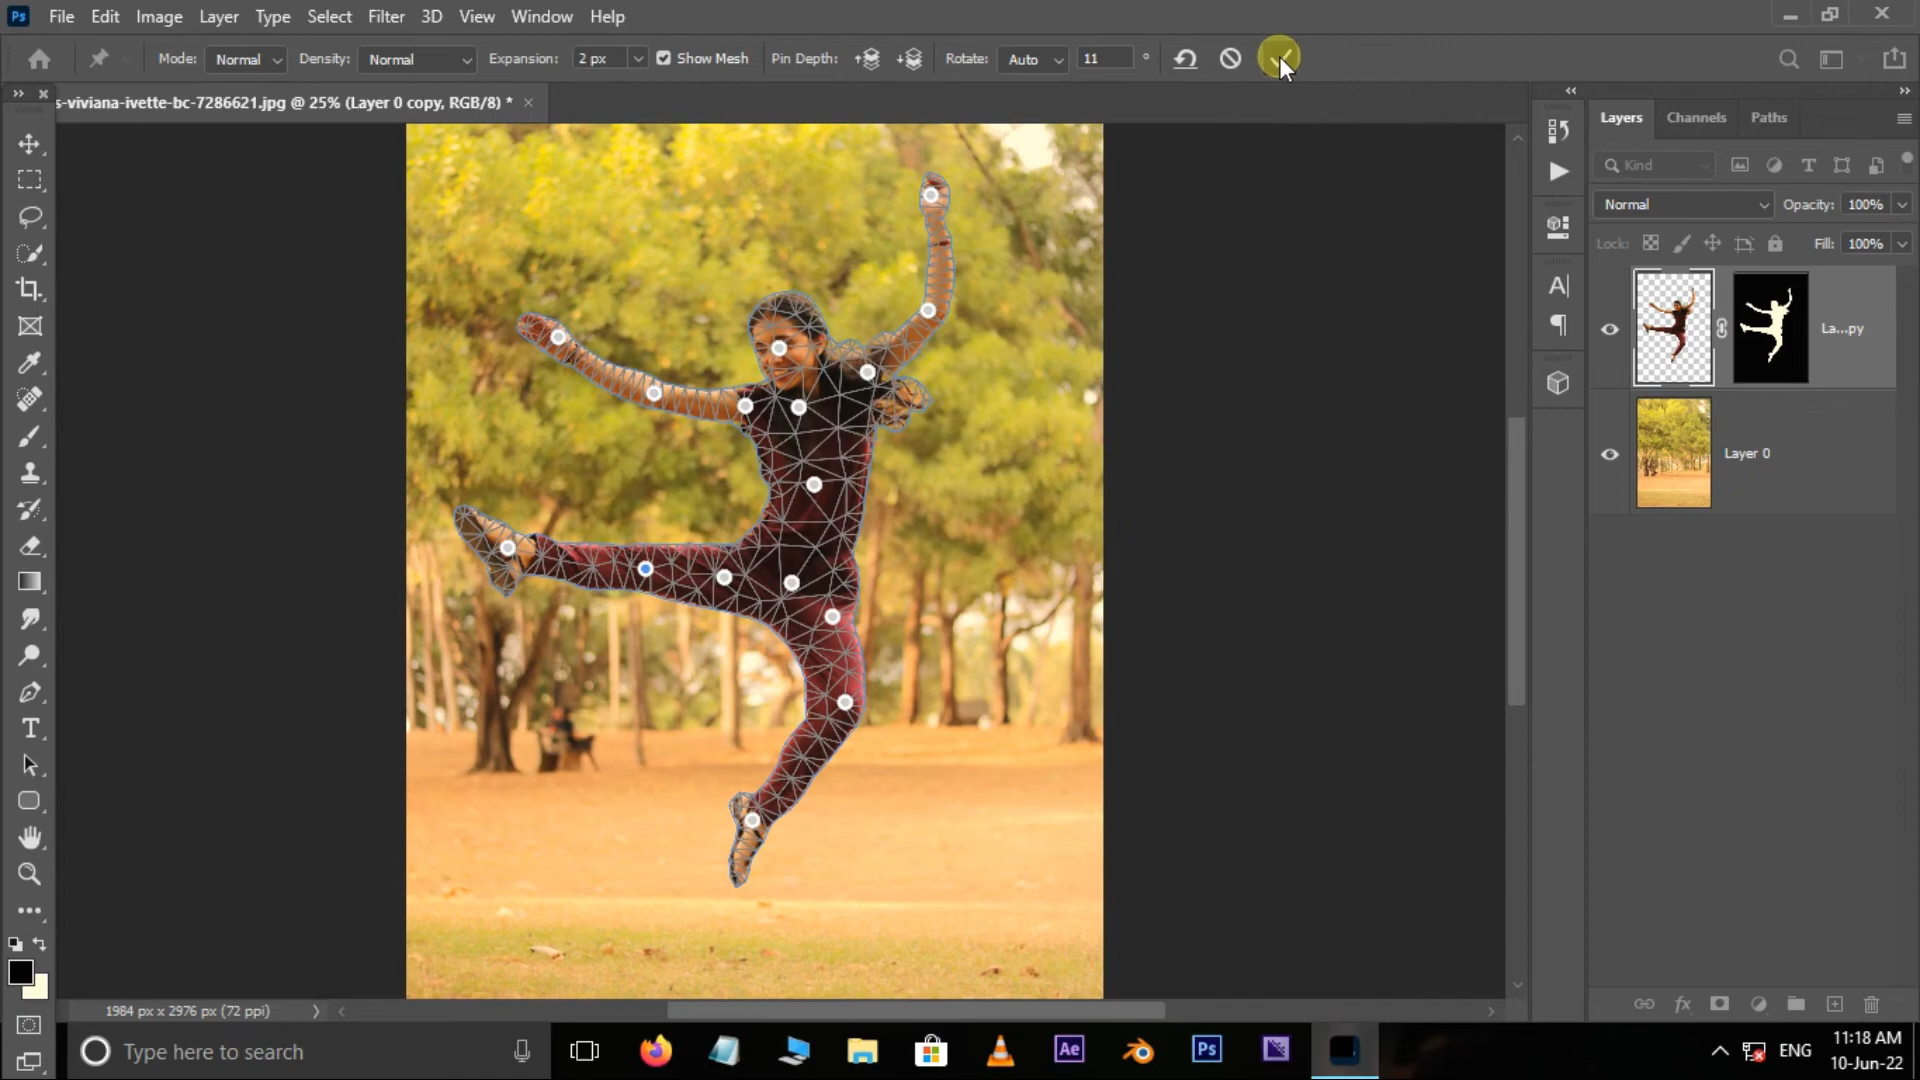 Ps File Edit Image Layer Type Select Filter 3D View Window Help
Mode: Normal Density: Normal Expansion: 2 px Show Mesh Pin Depth: Rotate: Auto 11 °
s-viviana-ivette-bc-7286621.jpg @ 25% (Layer 0 copy, RGB/8) *
Layers Channels Paths
Kind
Normal Opacity: 100%
Lock: Fill: 100%
La...py
Layer 0
1984 px x 2976 px (72 ppi)
Type here to search
Ae
Ps
ENG
11:18 AM
10-Jun-22